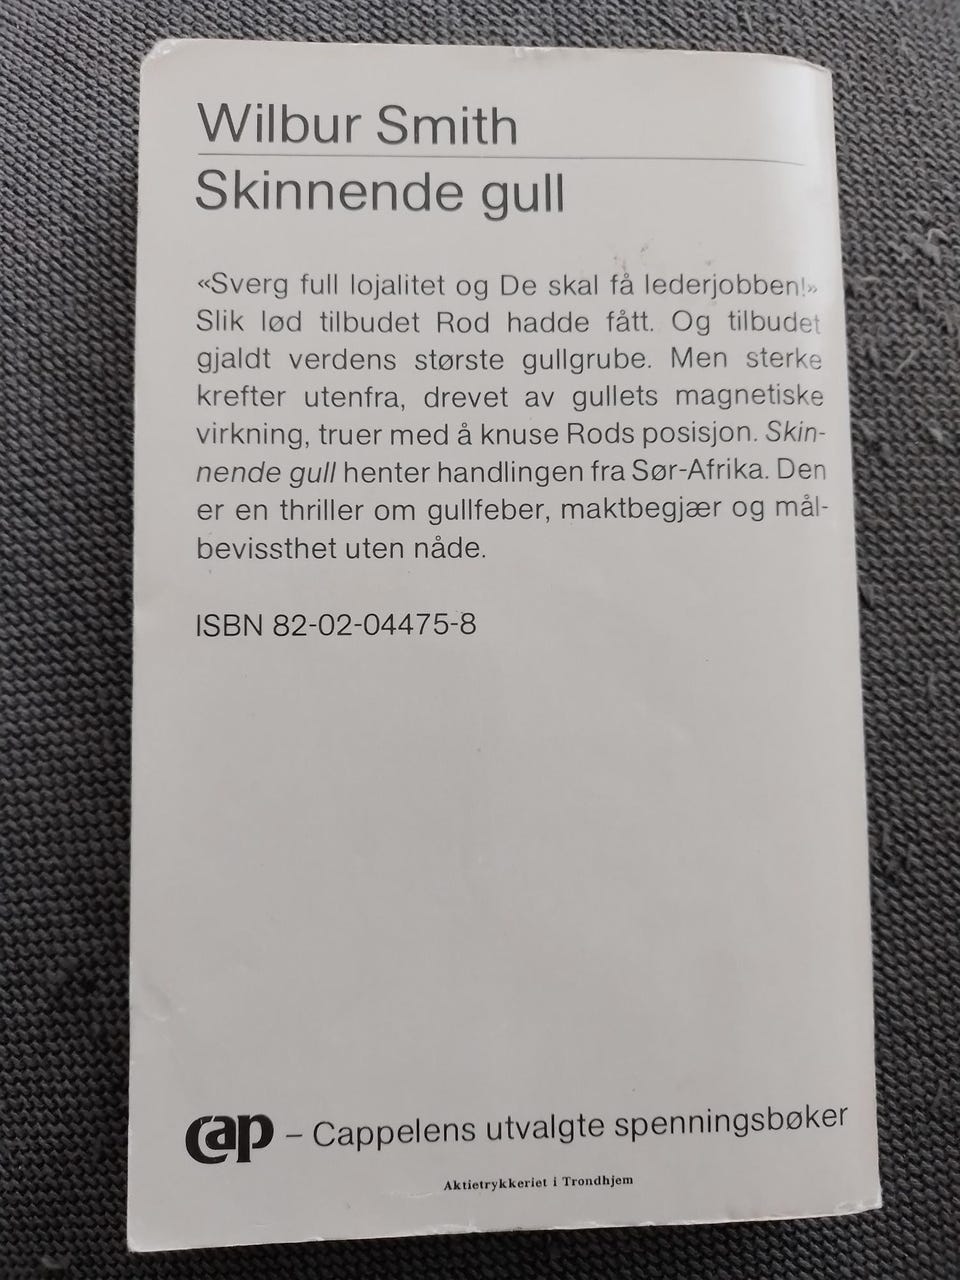 Wilbur Smith
Skinnende gull
«Sverg full lojalitet og De skal få lederjobben!»
Slik lød tilbudet Rod hadde fått. Og tilbudet
gjaldt verdens største gullgrube. Men sterke
krefter utenfra, drevet av gullets magnetiske
virkning, truer med å knuse Rods posisjon. Skin-
nende gull henter handlingen fra Sør-Afrika. Den
er en thriller om gullfeber, maktbegjær og mål-
bevissthet uten nåde.
ISBN 82-02-04475-8
cap – Cappelens utvalgte spenningsbøker
Aktietrykkeriet i Trondhjem